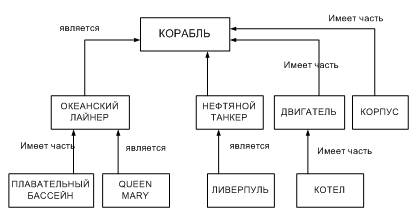 Имеет часть
является
КОРАБЛЬ
Имеет часть
ОКЕАНСКИЙ
ЛАЙНЕР
НЕФТЯНОЙ
ТАНКЕР
ДВИГАТЕЛЬ
КОРПУС
Имеет часть
является
является
Имеет часть
ПЛАВАТЕЛЬНЫЙ
БАССЕЙН
QUEEN
MARY
ЛИВЕРПУЛЬ
КОТЕЛ